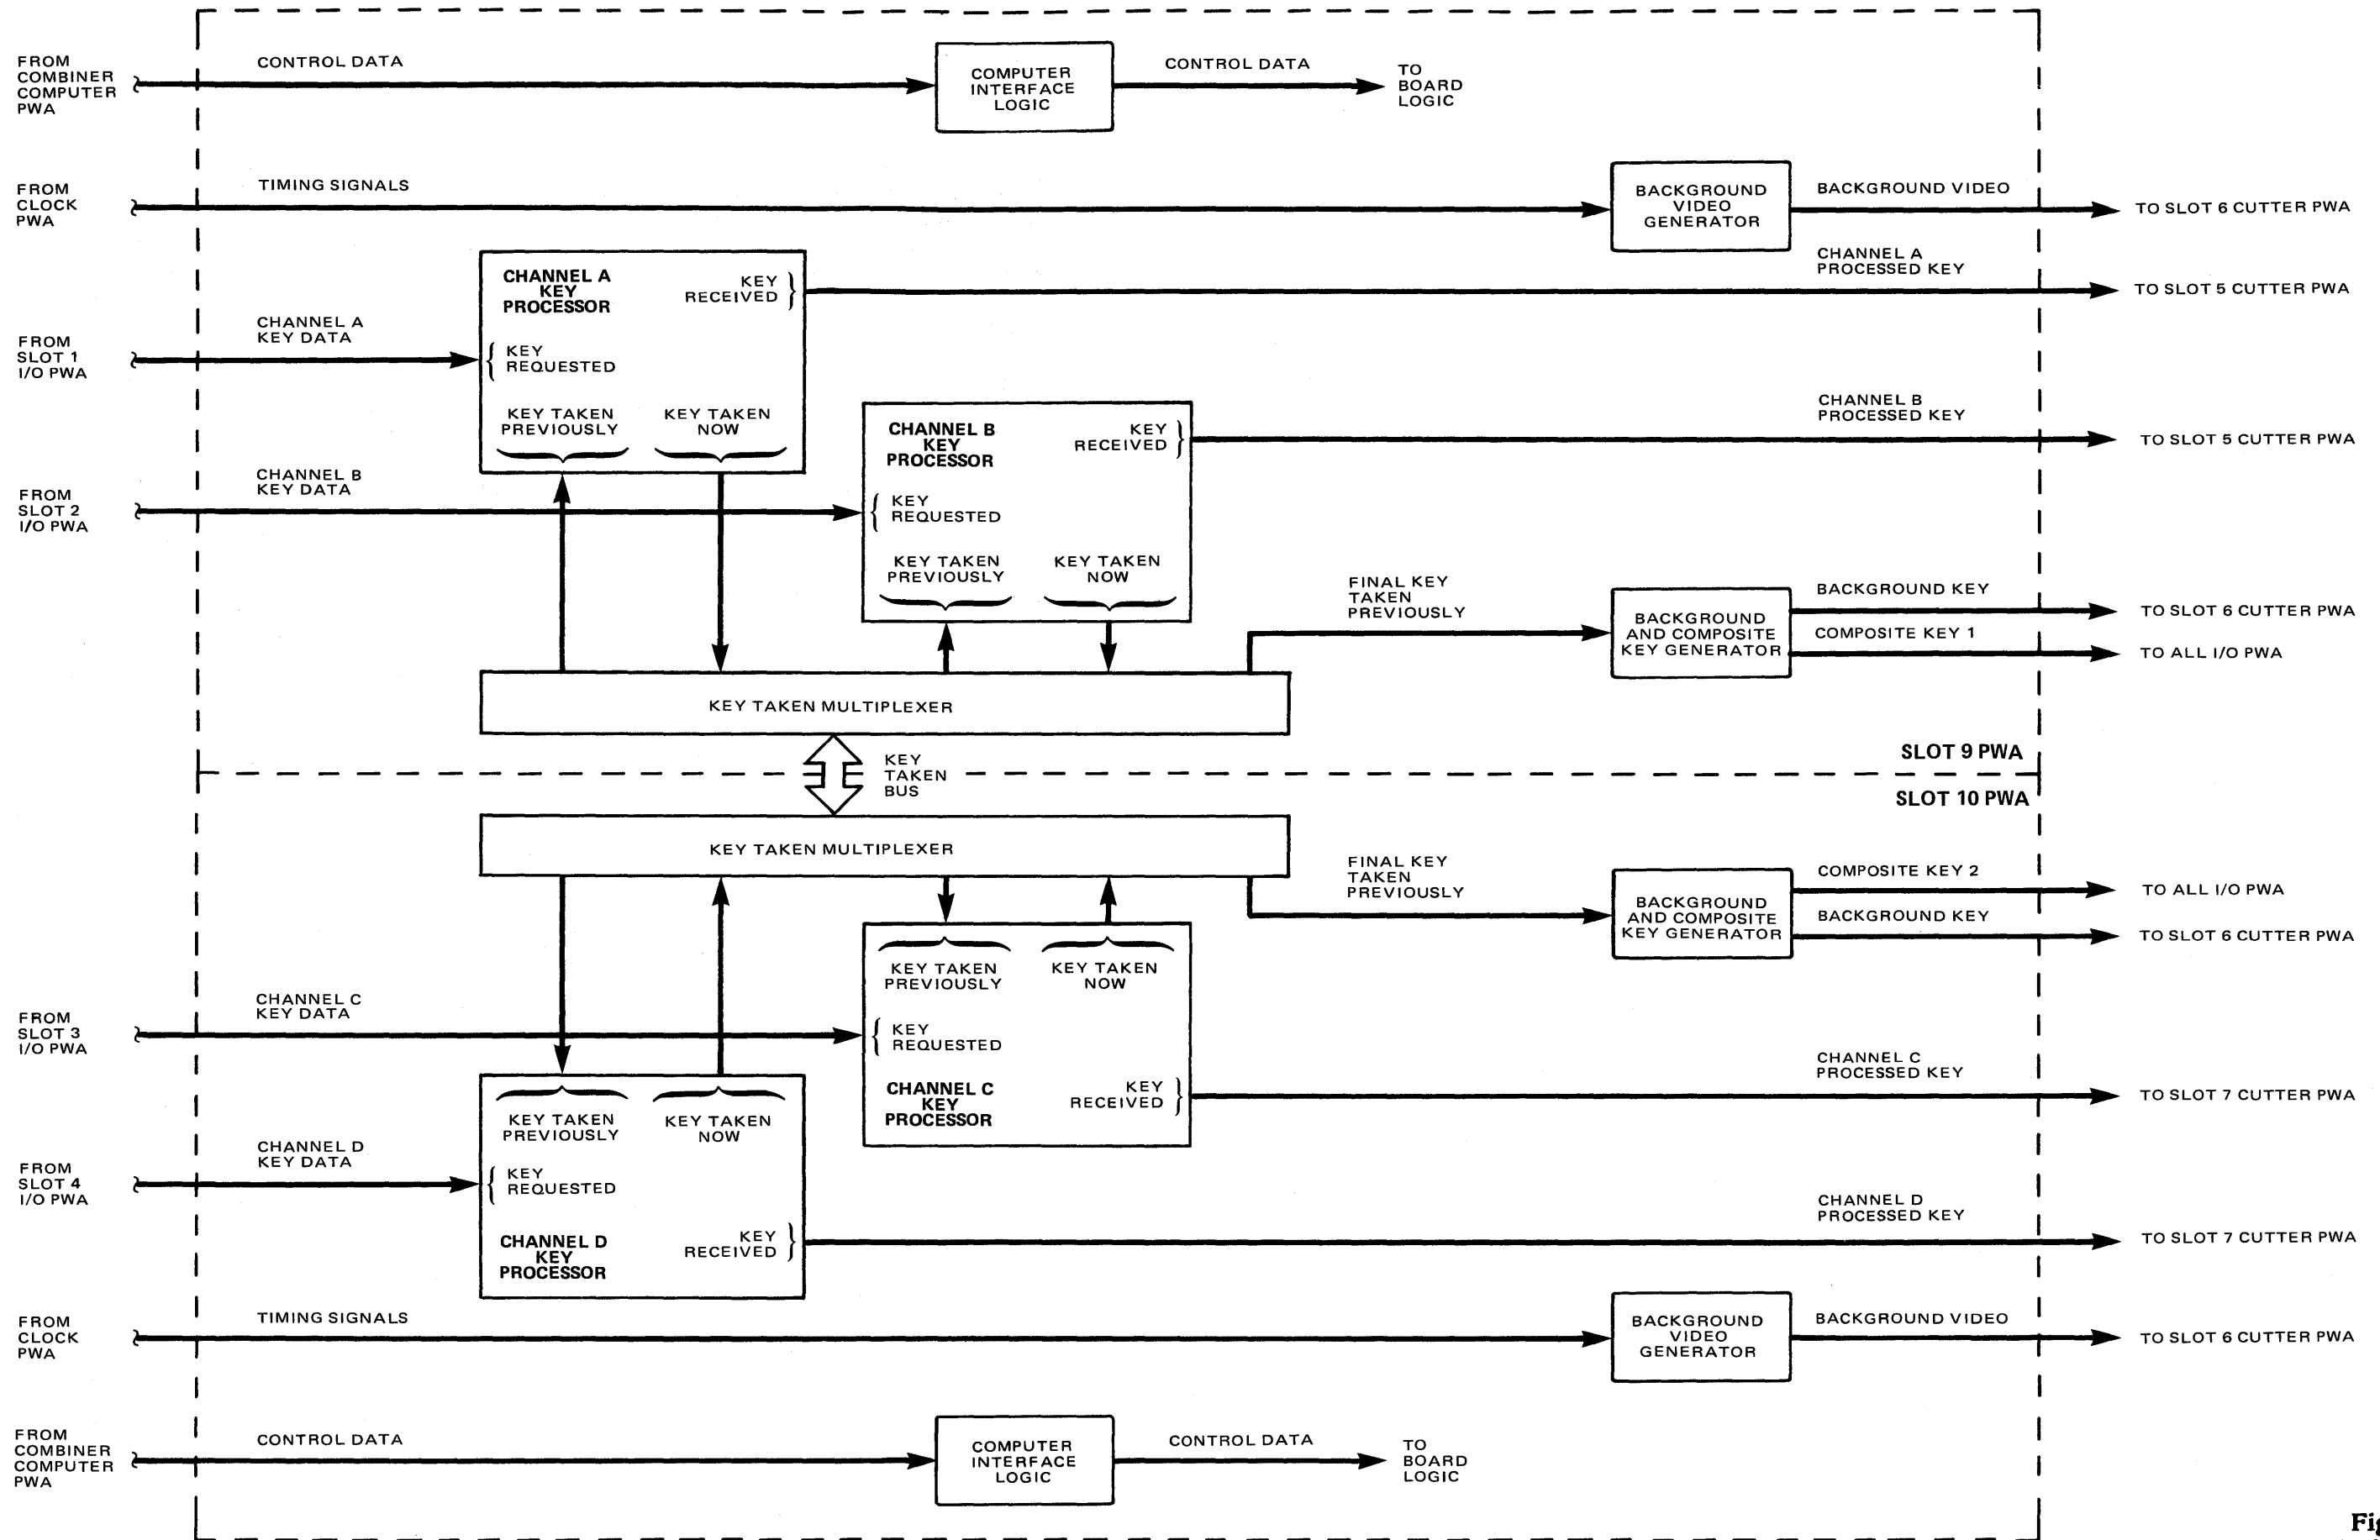 FROM
COMBINER
COMPUTER
PWA
CONTROL DATA
COMPUTER
INTERFACE
LOGIC
CONTROL DATA
TO
BOARD
LOGIC
FROM
CLOCK
PWA
TIMING SIGNALS
BACKGROUND
VIDEO
GENERATOR
BACKGROUND VIDEO
TO SLOT 6 CUTTER PWA
CHANNEL A
KEY
PROCESSOR
KEY
RECEIVED
CHANNEL A
PROCESSED KEY
TO SLOT 5 CUTTER PWA
FROM
SLOT 1
I/O PWA
CHANNEL A
KEY DATA
KEY
REQUESTED
KEY TAKEN
PREVIOUSLY
KEY TAKEN
NOW
CHANNEL B
KEY
PROCESSOR
KEY
RECEIVED
CHANNEL B
PROCESSED KEY
TO SLOT 5 CUTTER PWA
FROM
SLOT 2
I/O PWA
CHANNEL B
KEY DATA
KEY
REQUESTED
KEY TAKEN
PREVIOUSLY
KEY TAKEN
NOW
FINAL KEY
TAKEN
PREVIOUSLY
BACKGROUND
AND COMPOSITE
KEY GENERATOR
BACKGROUND KEY
TO SLOT 6 CUTTER PWA
COMPOSITE KEY 1
TO ALL I/O PWA
KEY TAKEN MULTIPLEXER
SLOT 9 PWA
KEY
TAKEN
BUS
SLOT 10 PWA
KEY TAKEN MULTIPLEXER
FINAL KEY
TAKEN
PREVIOUSLY
BACKGROUND
AND COMPOSITE
KEY GENERATOR
COMPOSITE KEY 2
TO ALL I/O PWA
BACKGROUND KEY
TO SLOT 6 CUTTER PWA
KEY TAKEN
PREVIOUSLY
KEY TAKEN
NOW
FROM
SLOT 3
I/O PWA
CHANNEL C
KEY DATA
KEY
REQUESTED
CHANNEL C
KEY
PROCESSOR
KEY
RECEIVED
CHANNEL C
PROCESSED KEY
TO SLOT 7 CUTTER PWA
KEY TAKEN
PREVIOUSLY
KEY TAKEN
NOW
FROM
SLOT 4
I/O PWA
CHANNEL D
KEY DATA
KEY
REQUESTED
CHANNEL D
KEY
PROCESSOR
KEY
RECEIVED
CHANNEL D
PROCESSED KEY
TO SLOT 7 CUTTER PWA
FROM
CLOCK
PWA
TIMING SIGNALS
BACKGROUND
VIDEO
GENERATOR
BACKGROUND VIDEO
TO SLOT 6 CUTTER PWA
FROM
COMBINER
COMPUTER
PWA
CONTROL DATA
COMPUTER
INTERFACE
LOGIC
CONTROL DATA
TO
BOARD
LOGIC